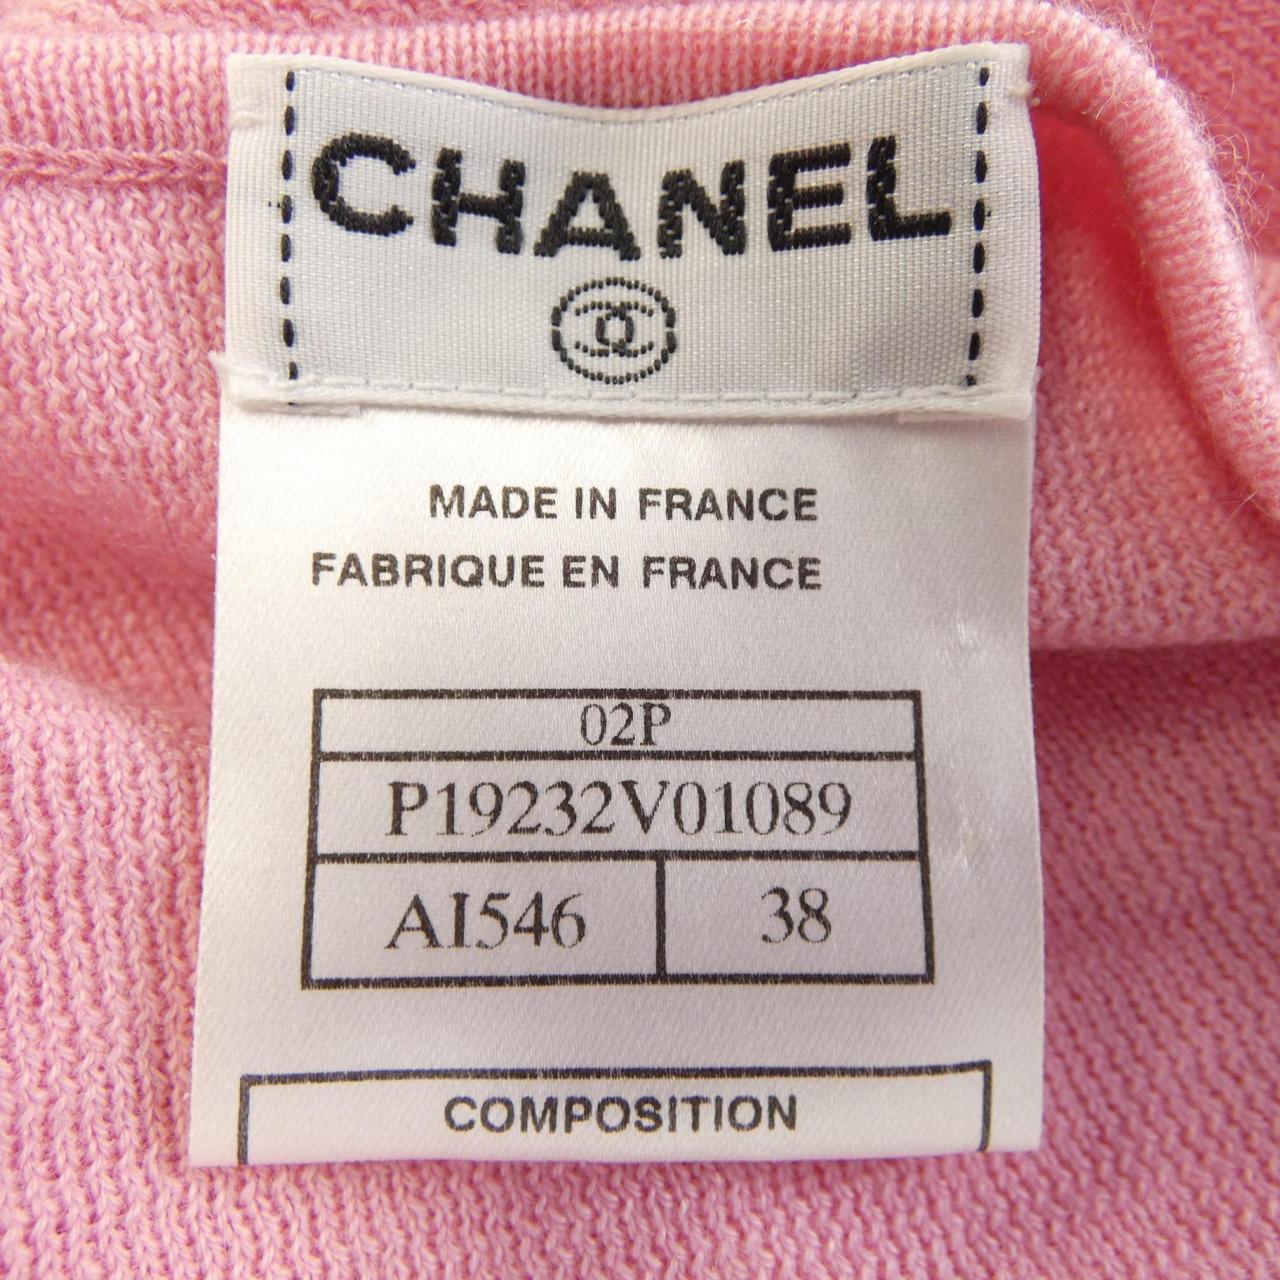 CHANEL
MADE IN FRANCE
FABRIQUE EN FRANCE
02P
P19232V01089
AI546 38
COMPOSITION